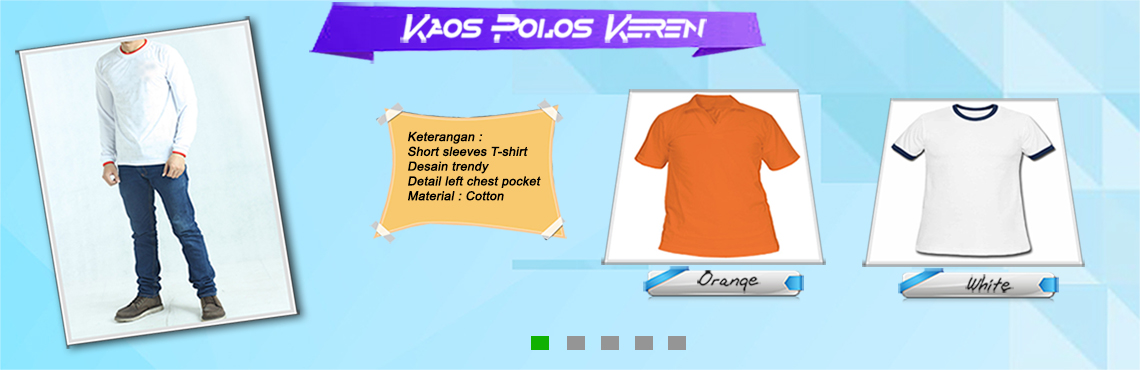 Kaos Polos Keren
Keterangan :
Short sleeves T-shirt
Desain trendy
Detail left chest pocket
Material : Cotton
Orange
White